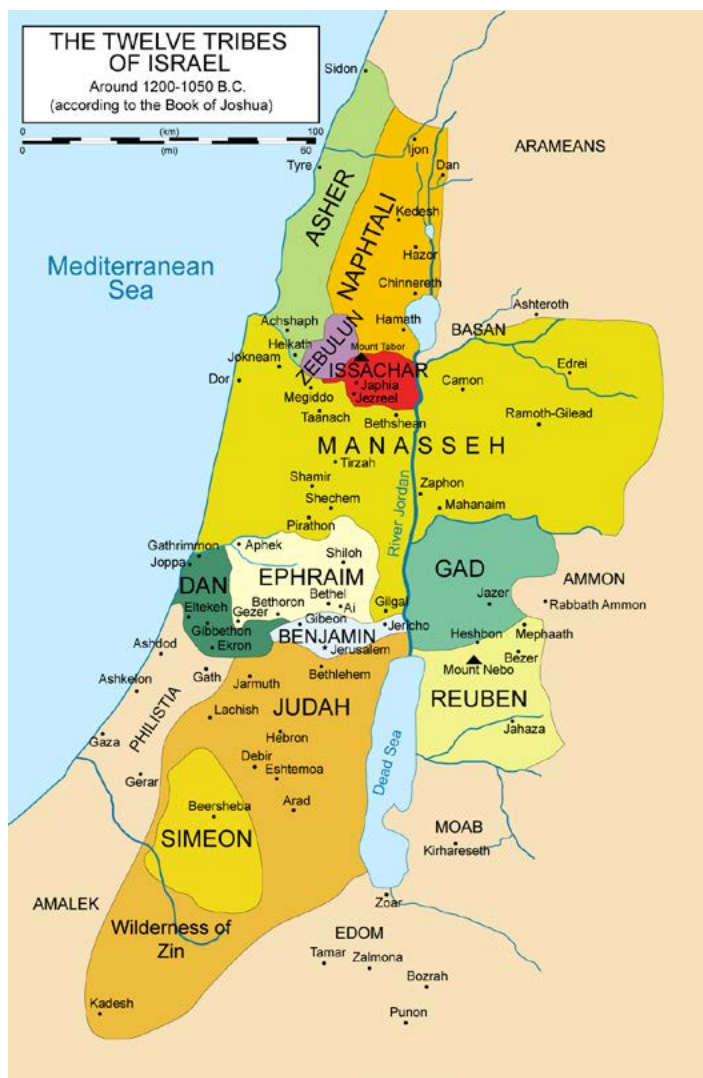 THE TWELVE TRIBES
OF ISRAEL
Around 1200-1050 B.C.
(according to the Book of Joshua)
0 (km) 100
0 (mi) 60
Sidon
ARAMEANS
Ijon
Dan
Tyre
ASHER
NAPHTALI
Kedesh
Hazor
Mediterranean
Sea
Chinnereth
Ashteroth
Achshaph
Hamath
BASAN
Helkath
ZEBULUN
Mount Tabor
Jokneam
ISSACHAR
Edrei
Dor
Japhia
Camon
Megiddo
Jezreel
Taanach
Bethshean
Ramoth-Gilead
MANASSEH
Tirzah
Shamir
River Jordan
Zaphon
Shechem
Mahanaim
Pirathon
Gathrimmon
Aphek
Joppa
Shiloh
DAN
EPHRAIM
GAD
AMMON
Eltekeh
Bethel
Jazer
Rabbath Ammon
Gezer
Bethoron
Ai
Gilgal
Gibbethon
Gibeon
Jericho
Mephaath
BENJAMIN
Heshbon
Ashdod
Ekron
Jerusalem
Bezer
Gath
Bethlehem
Mount Nebo
Ashkelon
Jarmuth
PHILISTIA
JUDAH
REUBEN
Lachish
Jahaza
Gaza
Hebron
Dead Sea
Debir
Gerar
Eshtemoa
Beersheba
Arad
SIMEON
MOAB
Kirhareseth
AMALEK
Zoar
Wilderness of
Zin
EDOM
Tamar
Zalmona
Bozrah
Kadesh
Punon